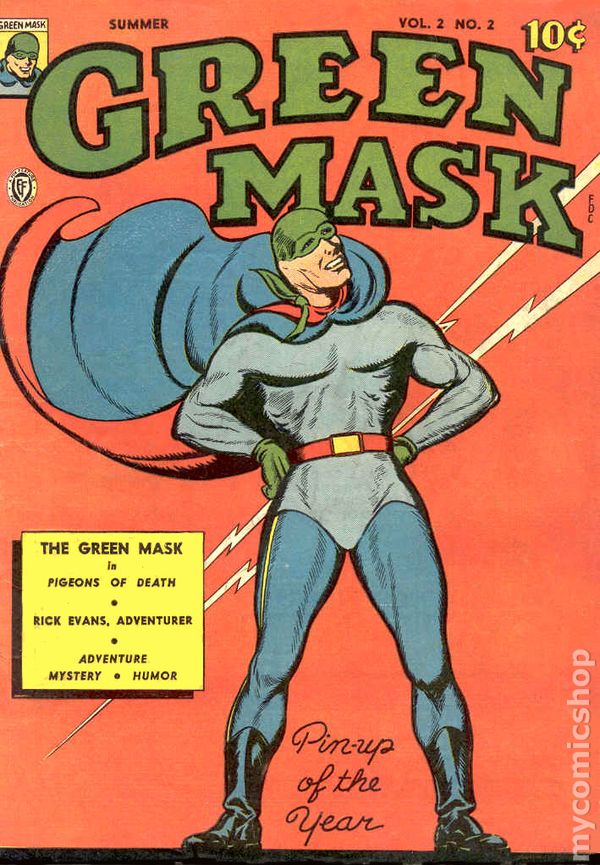 GREEN MASK
SUMMER
VOL. 2 NO. 2
10¢
GREEN
MASK
FDC
THE GREEN MASK
in
PIGEONS OF DEATH
•
RICK EVANS, ADVENTURER
•
ADVENTURE
MYSTERY • HUMOR
Pin-up
of the
Year
mycomicshop